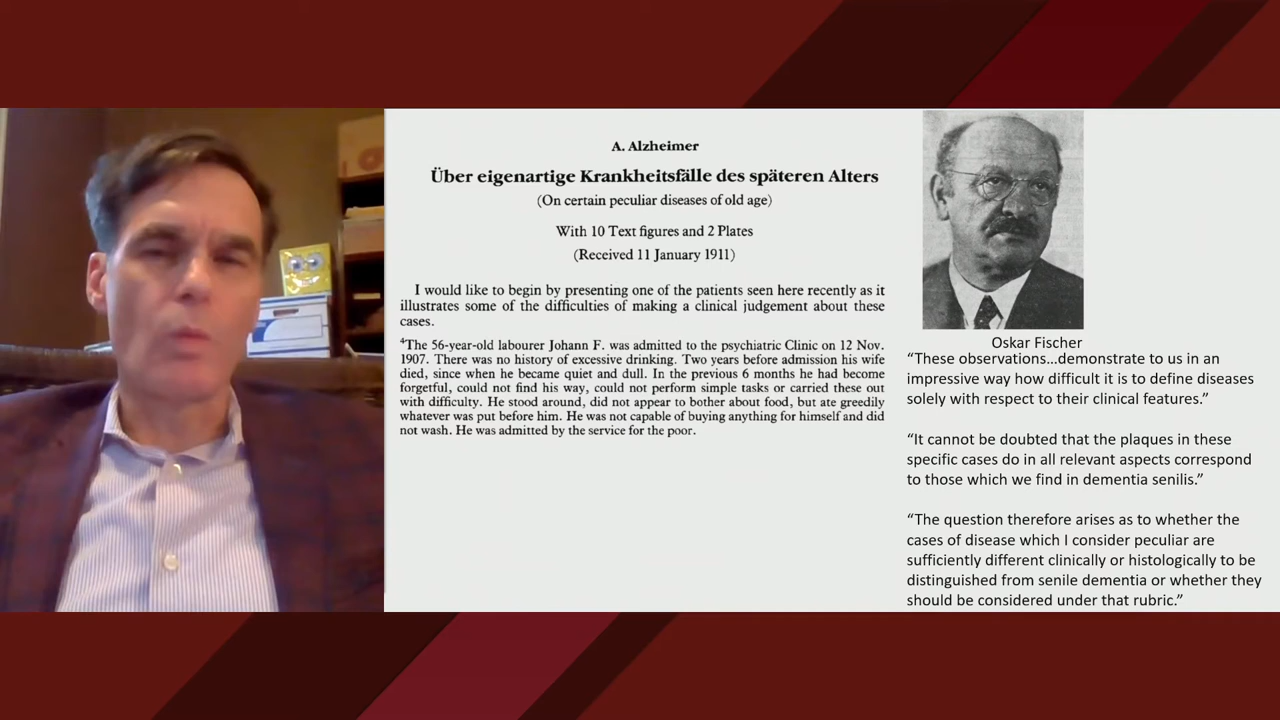 A. Alzheimer
Über eigenartige Krankheitsfälle des späteren Alters
(On certain peculiar diseases of old age)
With 10 Text figures and 2 Plates
(Received 11 January 1911)
I would like to begin by presenting one of the patients seen here recently as it
illustrates some of the difficulties of making a clinical judgement about these
cases.
⁴The 56-year-old labourer Johann F. was admitted to the psychiatric Clinic on 12 Nov.
1907. There was no history of excessive drinking. Two years before admission his wife
died, since when he became quiet and dull. In the previous 6 months he had become
forgetful, could not find his way, could not perform simple tasks or carried these out
with difficulty. He stood around, did not appear to bother about food, but ate greedily
whatever was put before him. He was not capable of buying anything for himself and did
not wash. He was admitted by the service for the poor.
Oskar Fischer
“These observations...demonstrate to us in an
impressive way how difficult it is to define diseases
solely with respect to their clinical features.”
“It cannot be doubted that the plaques in these
specific cases do in all relevant aspects correspond
to those which we find in dementia senilis.”
“The question therefore arises as to whether the
cases of disease which I consider peculiar are
sufficiently different clinically or histologically to be
distinguished from senile dementia or whether they
should be considered under that rubric.”